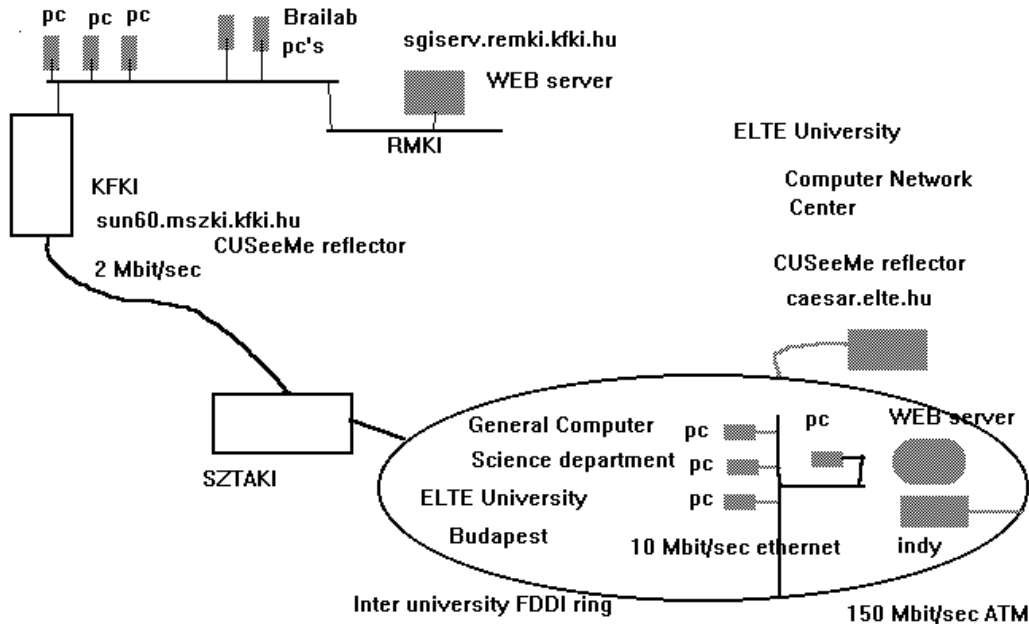 pc
pc
pc
Brailab
pc's
sgiserv.remki.kfki.hu
WEB server
RMKI
ELTE University
KFKI
Computer Network
Center
sun60.mszki.kfki.hu
CUSeeMe reflector
2 Mbit/sec
CUSeeMe reflector
caesar.elte.hu
General Computer
Science department
ELTE University
Budapest
pc
pc
pc
pc
WEB server
SZTAKI
10 Mbit/sec ethernet
indy
Inter university FDDI ring
150 Mbit/sec ATM